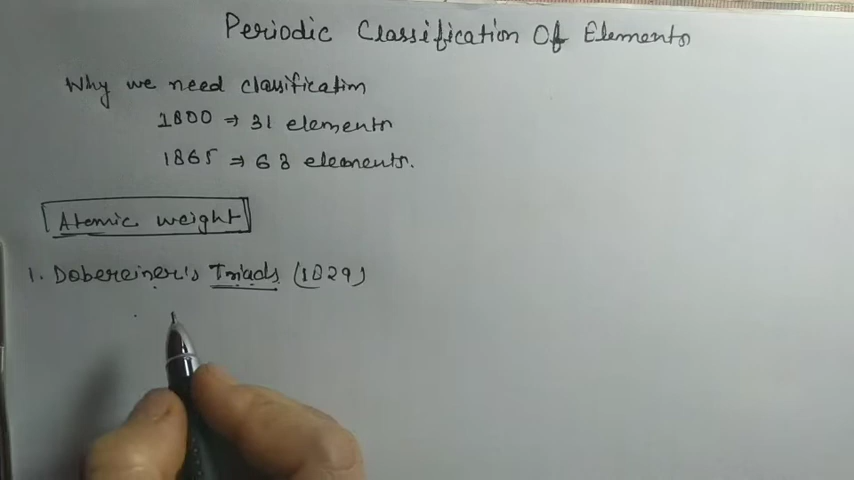 Periodic Classification Of Elements
Why we need classification
1800 ⇒ 31 elements
1865 ⇒ 63 elements.
Atomic weight
1. Dobereiner's Triads (1829)